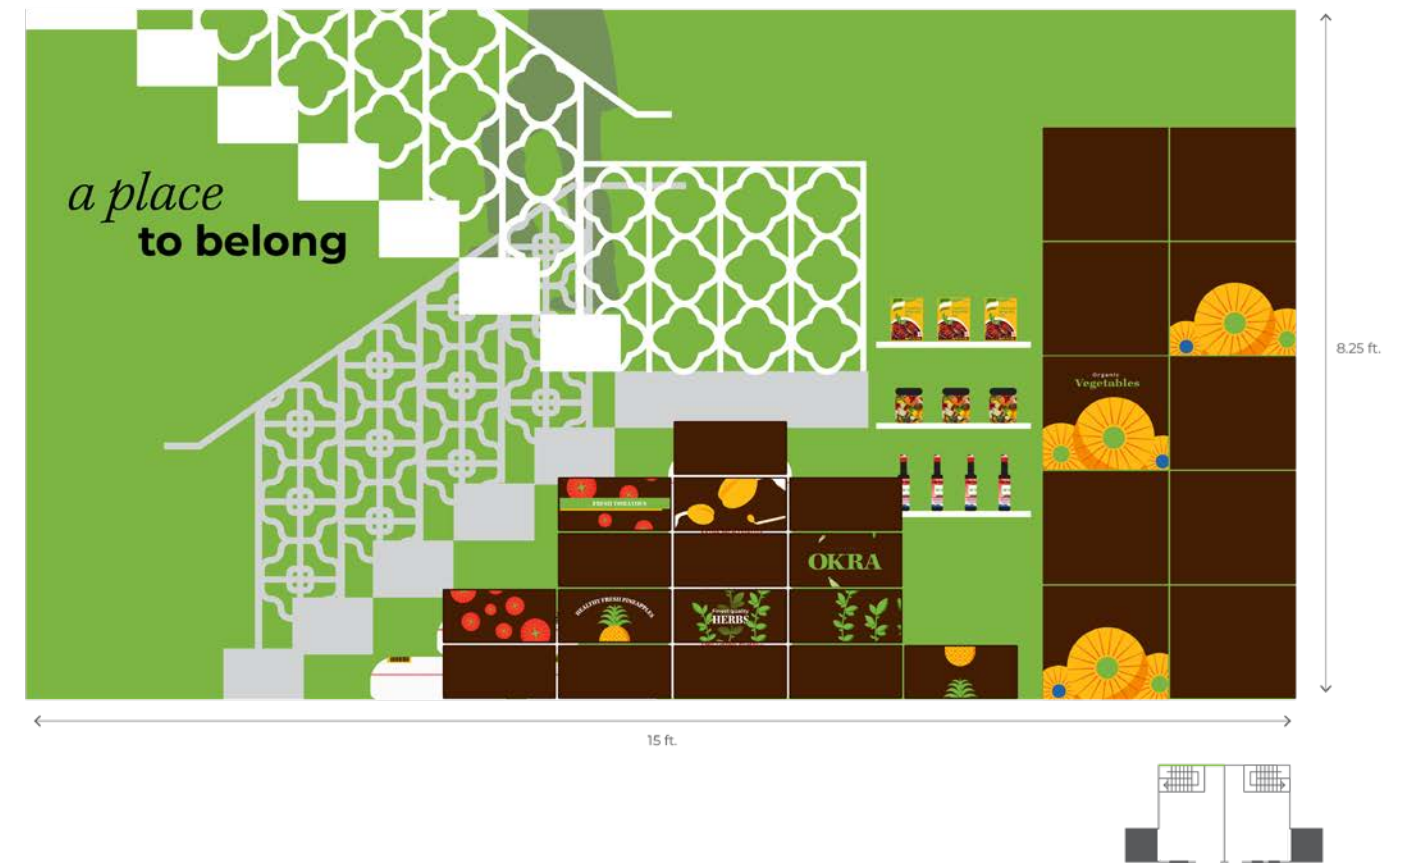 a place
to belong
8.25 ft.
Organic
Vegetables
FRESH TOMATOES
OKRA
HEALTHY FRESH PINEAPPLES
Finest quality
HERBS
15 ft.